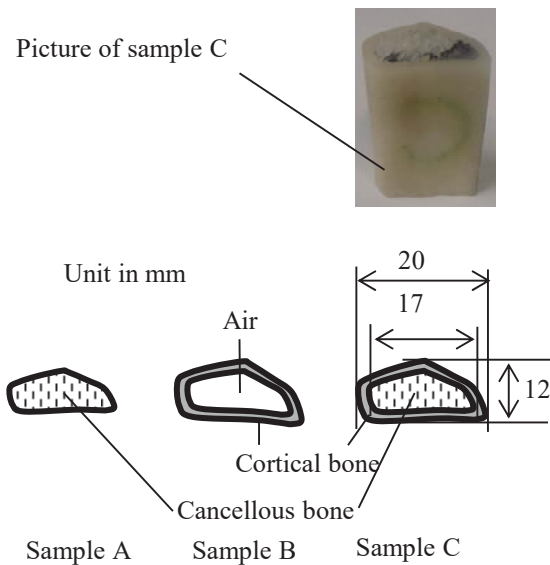 Picture of sample C
Unit in mm
20
17
Air
12
Cortical bone
Cancellous bone
Sample A
Sample B
Sample C